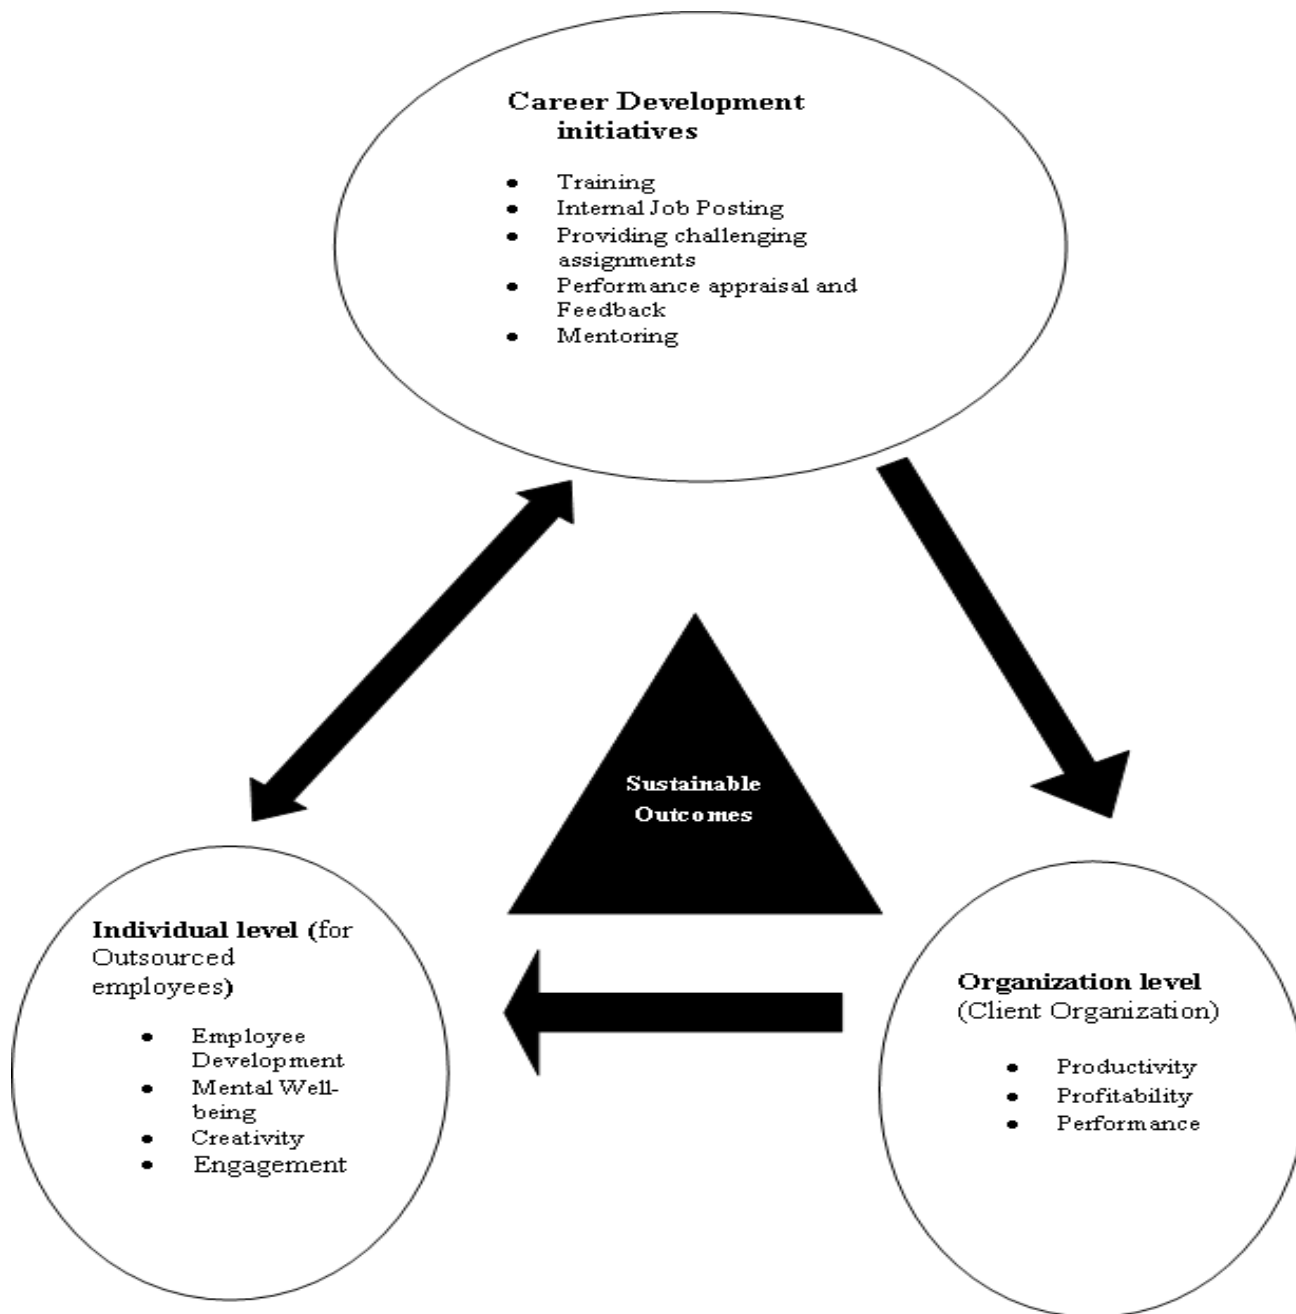 Career Development
initiatives
● Training
● Internal Job Posting
● Providing challenging
assignments
● Performance appraisal and
Feedback
● Mentoring
Sustainable
Outcomes
Individual level (for
Outsourced
employees)
● Employee
Development
● Mental Well-
being
● Creativity
● Engagement
Organization level
(Client Organization)
● Productivity
● Profitability
● Performance